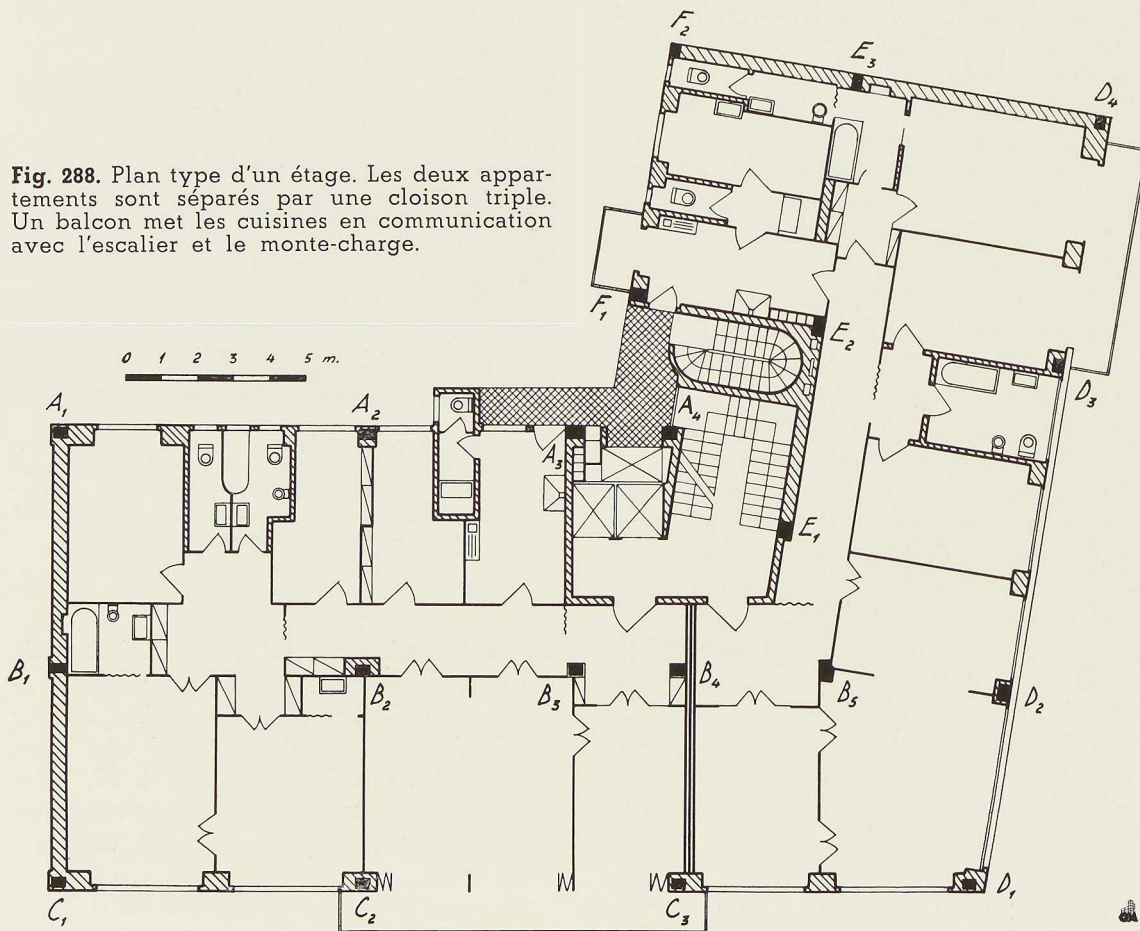 Fig. 288. Plan type d'un étage. Les deux appar-
tements sont séparés par une cloison triple.
Un balcon met les cuisines en communication
avec l'escalier et le monte-charge.
F2
E3
D4
F1
E2
0 1 2 3 4 5 m.
D3
A1
A2
A3
A4
E1
B1
B2
B3
B4
B5
D2
C1
C2
C3
D1